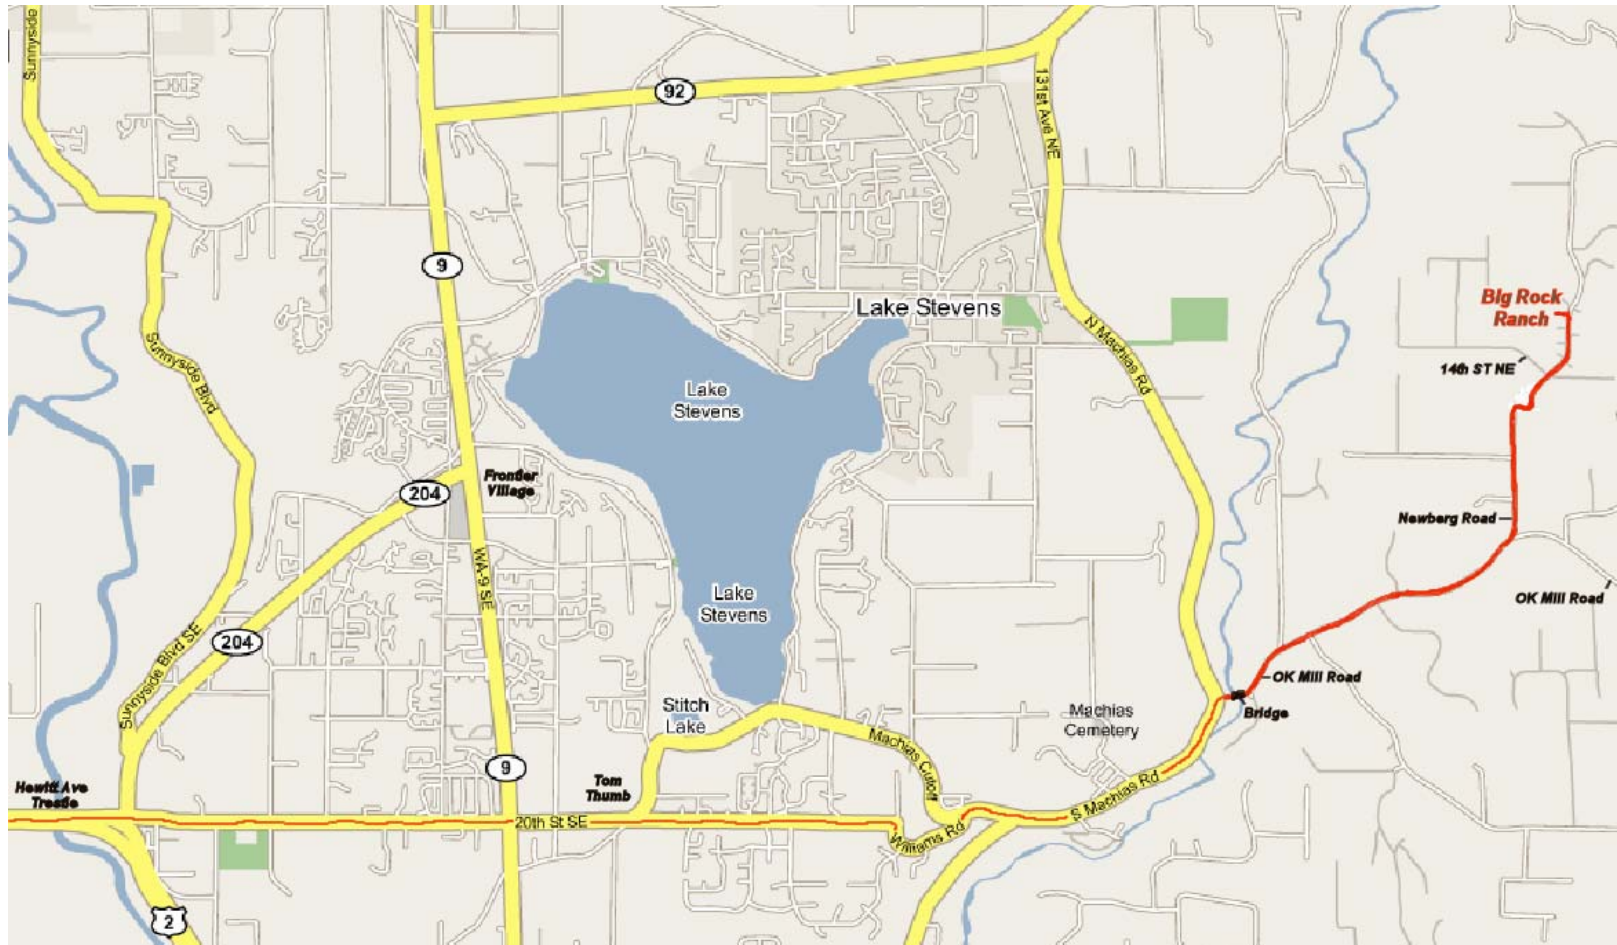 Sunnyside
92
131st Ave NE
9
Lake Stevens
Big Rock
Ranch
N Machias Rd
Sunnyside Blvd
14th ST NE
Lake
Stevens
Frontier
Village
204
Newberg Road
WA-9 SE
Lake
Stevens
OK Mill Road
204
Sunnyside Blvd SE
OK Mill Road
Stitch
Lake
Machias
Cemetery
Bridge
Machias Cutoff
9
Tom
Thumb
Hewitt Ave
Trestle
S Machias Rd
20th St SE
Williams Rd
2